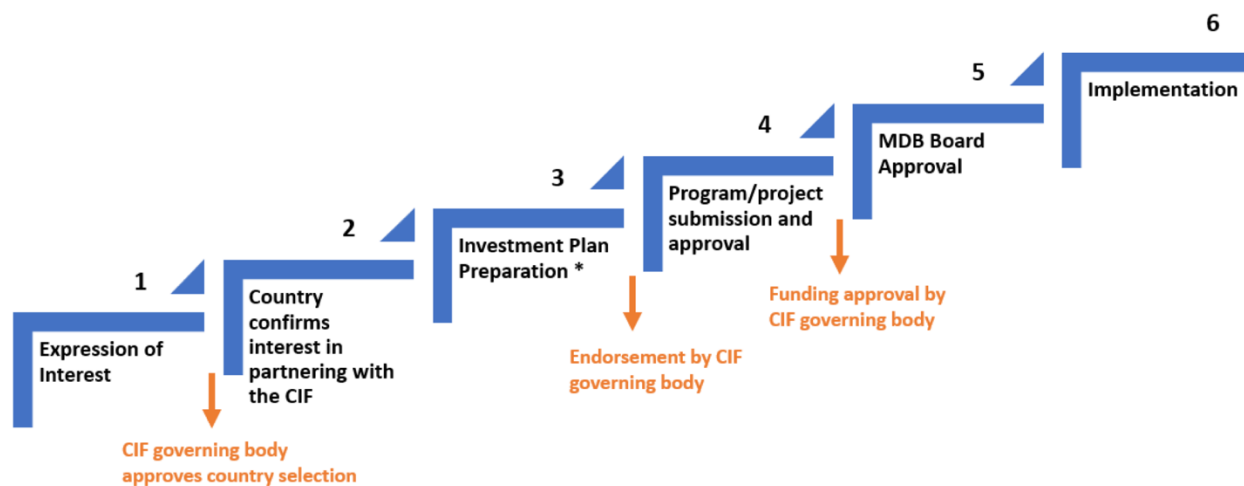 1
Expression of
Interest
CIF governing body
approves country selection
2
Country
confirms
interest in
partnering with
the CIF
3
Investment Plan
Preparation *
Endorsement by CIF
governing body
4
Program/project
submission and
approval
Funding approval by
CIF governing body
5
MDB Board
Approval
6
Implementation